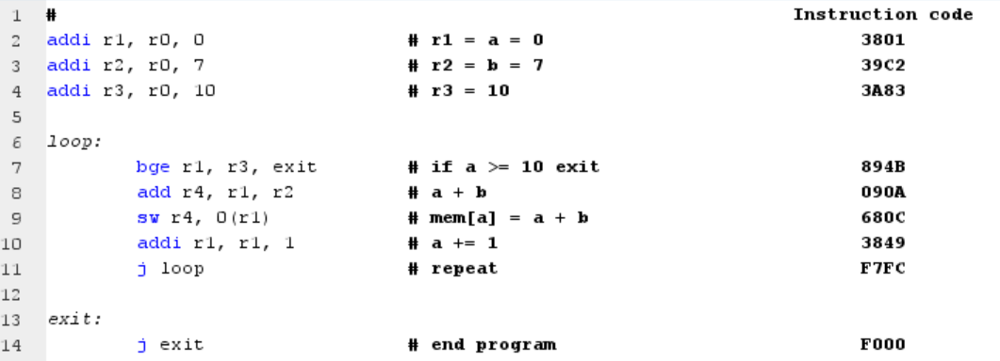 1 # Instruction code
2 addi r1, r0, 0 # r1 = a = 0 3801
3 addi r2, r0, 7 # r2 = b = 7 39C2
4 addi r3, r0, 10 # r3 = 10 3A83
5
6 loop:
7 bge r1, r3, exit # if a >= 10 exit 894B
8 add r4, r1, r2 # a + b 090A
9 sw r4, 0(r1) # mem[a] = a + b 680C
10 addi r1, r1, 1 # a += 1 3849
11 j loop # repeat F7FC
12
13 exit:
14 j exit # end program F000